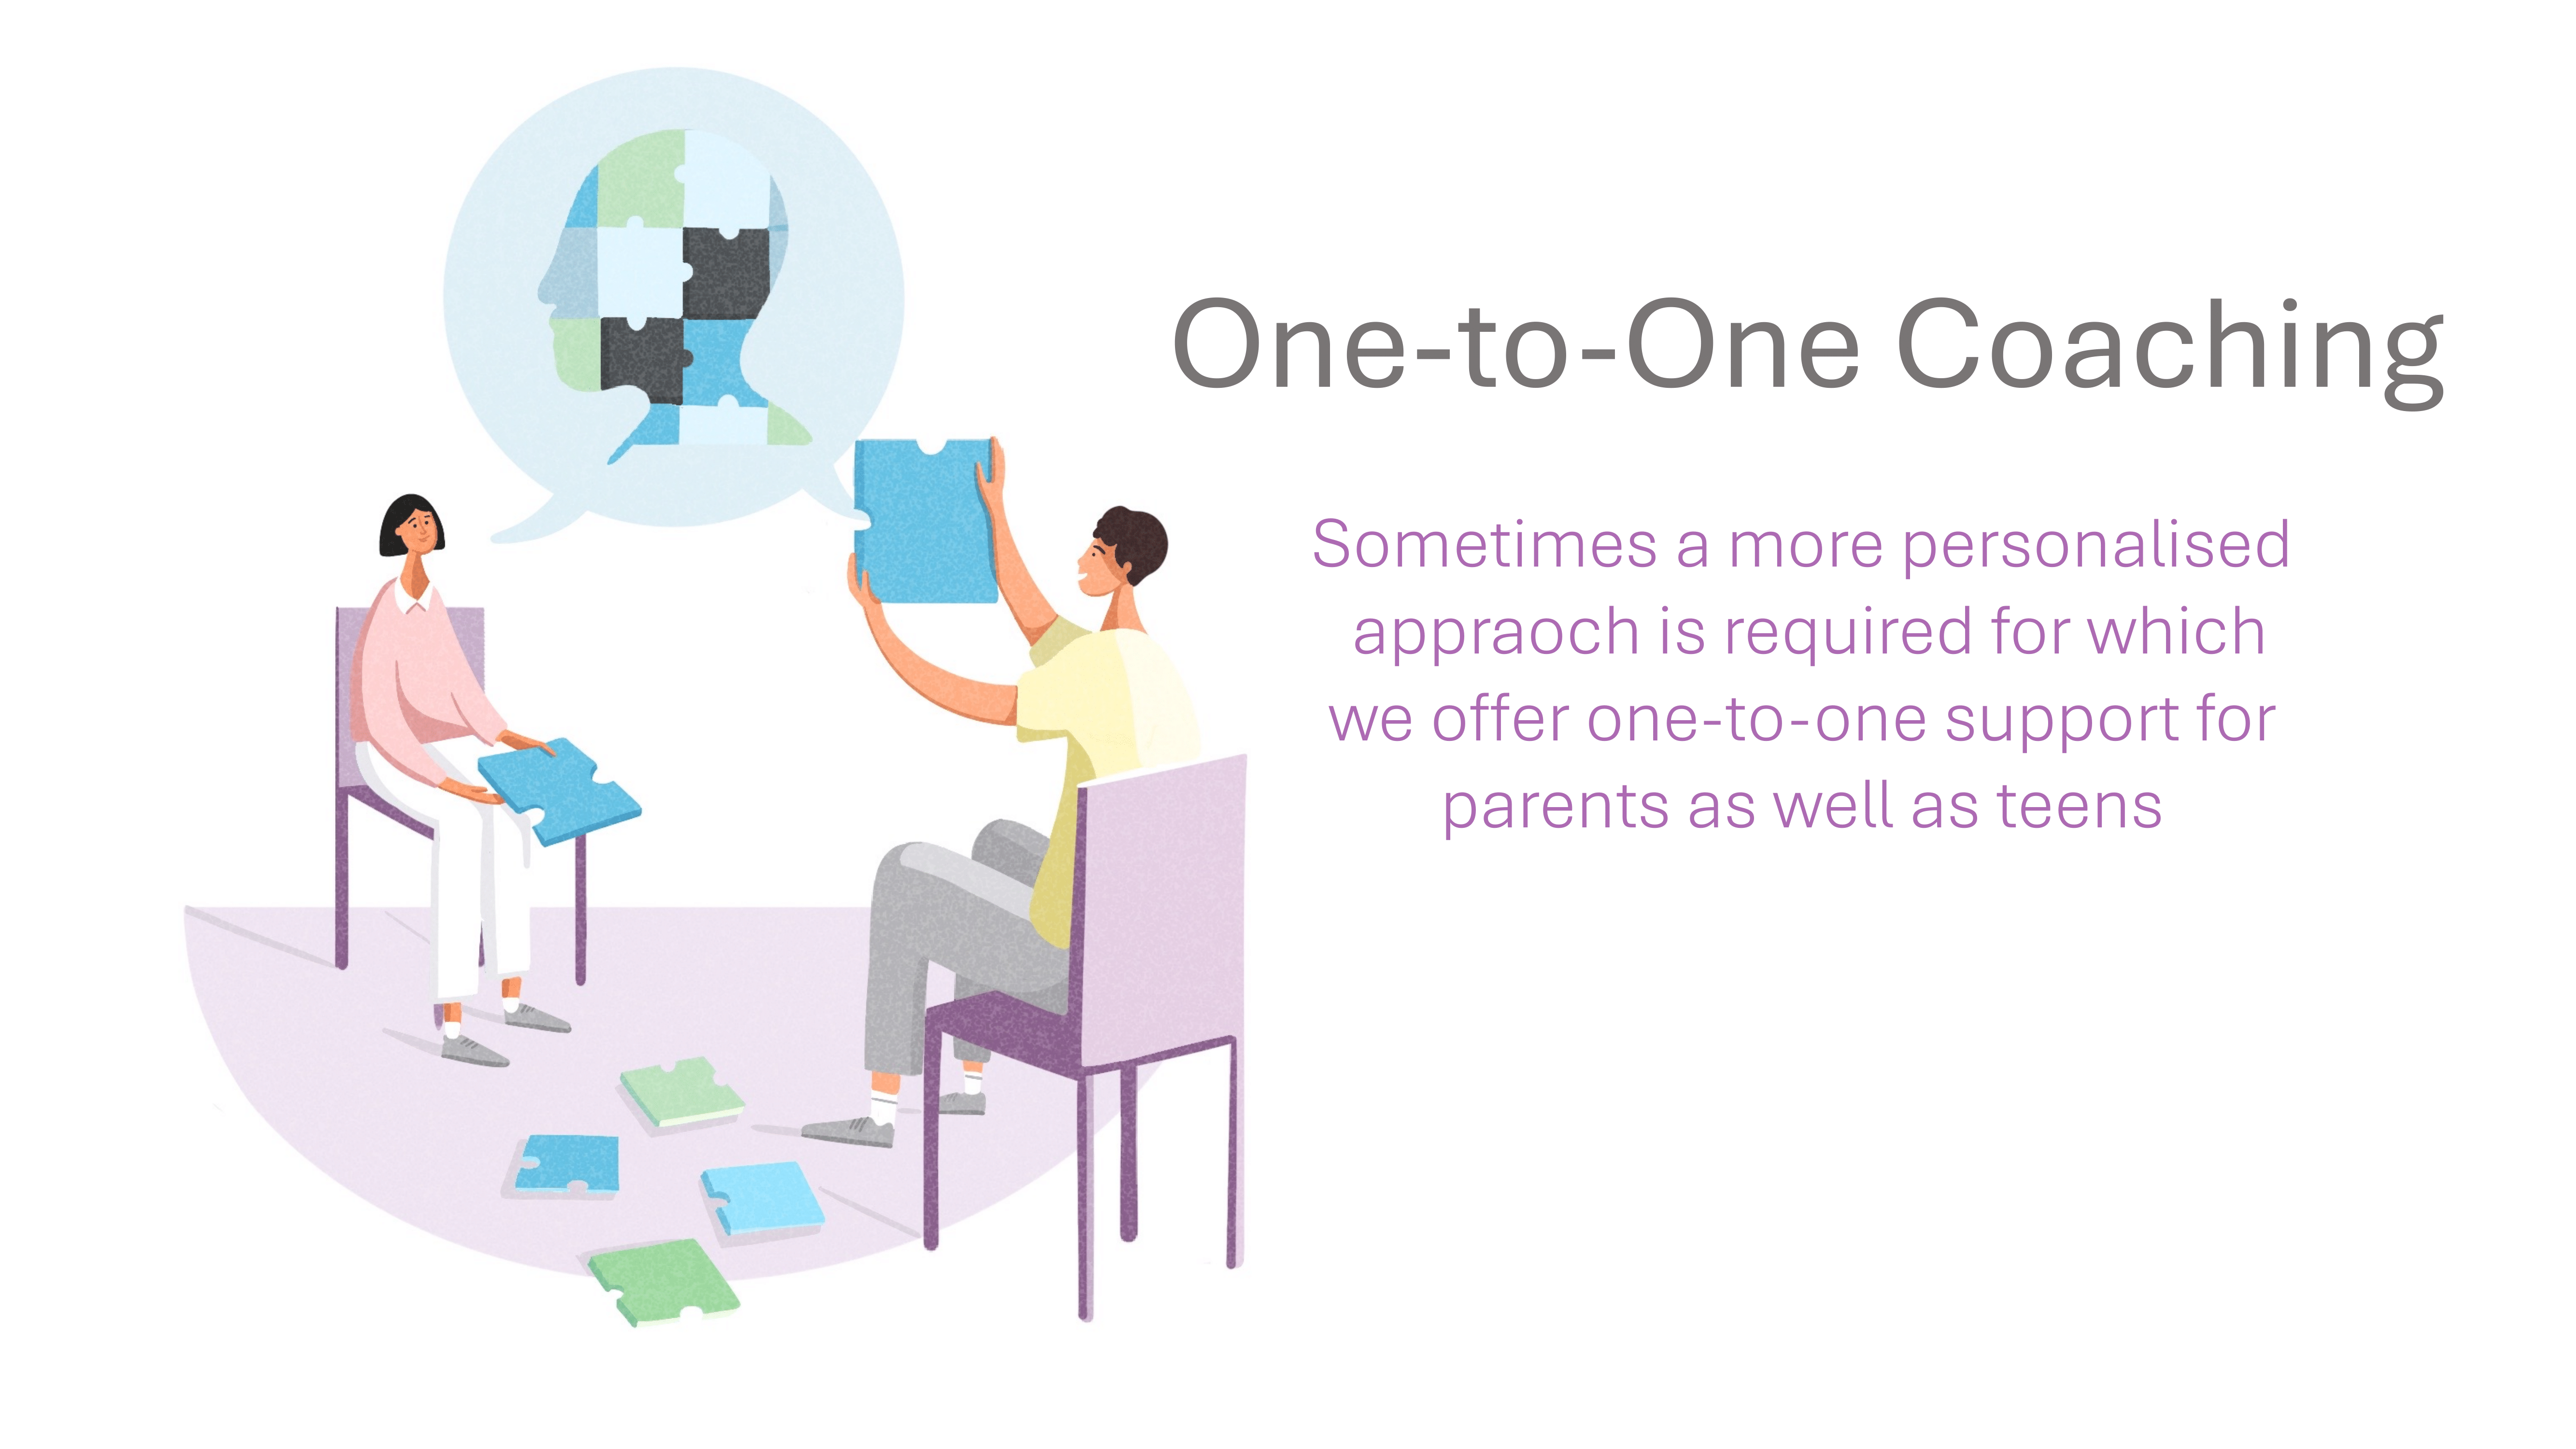 One-to-One Coaching
Sometimes a more personalised
appraoch is required for which
we offer one-to-one support for
parents as well as teens